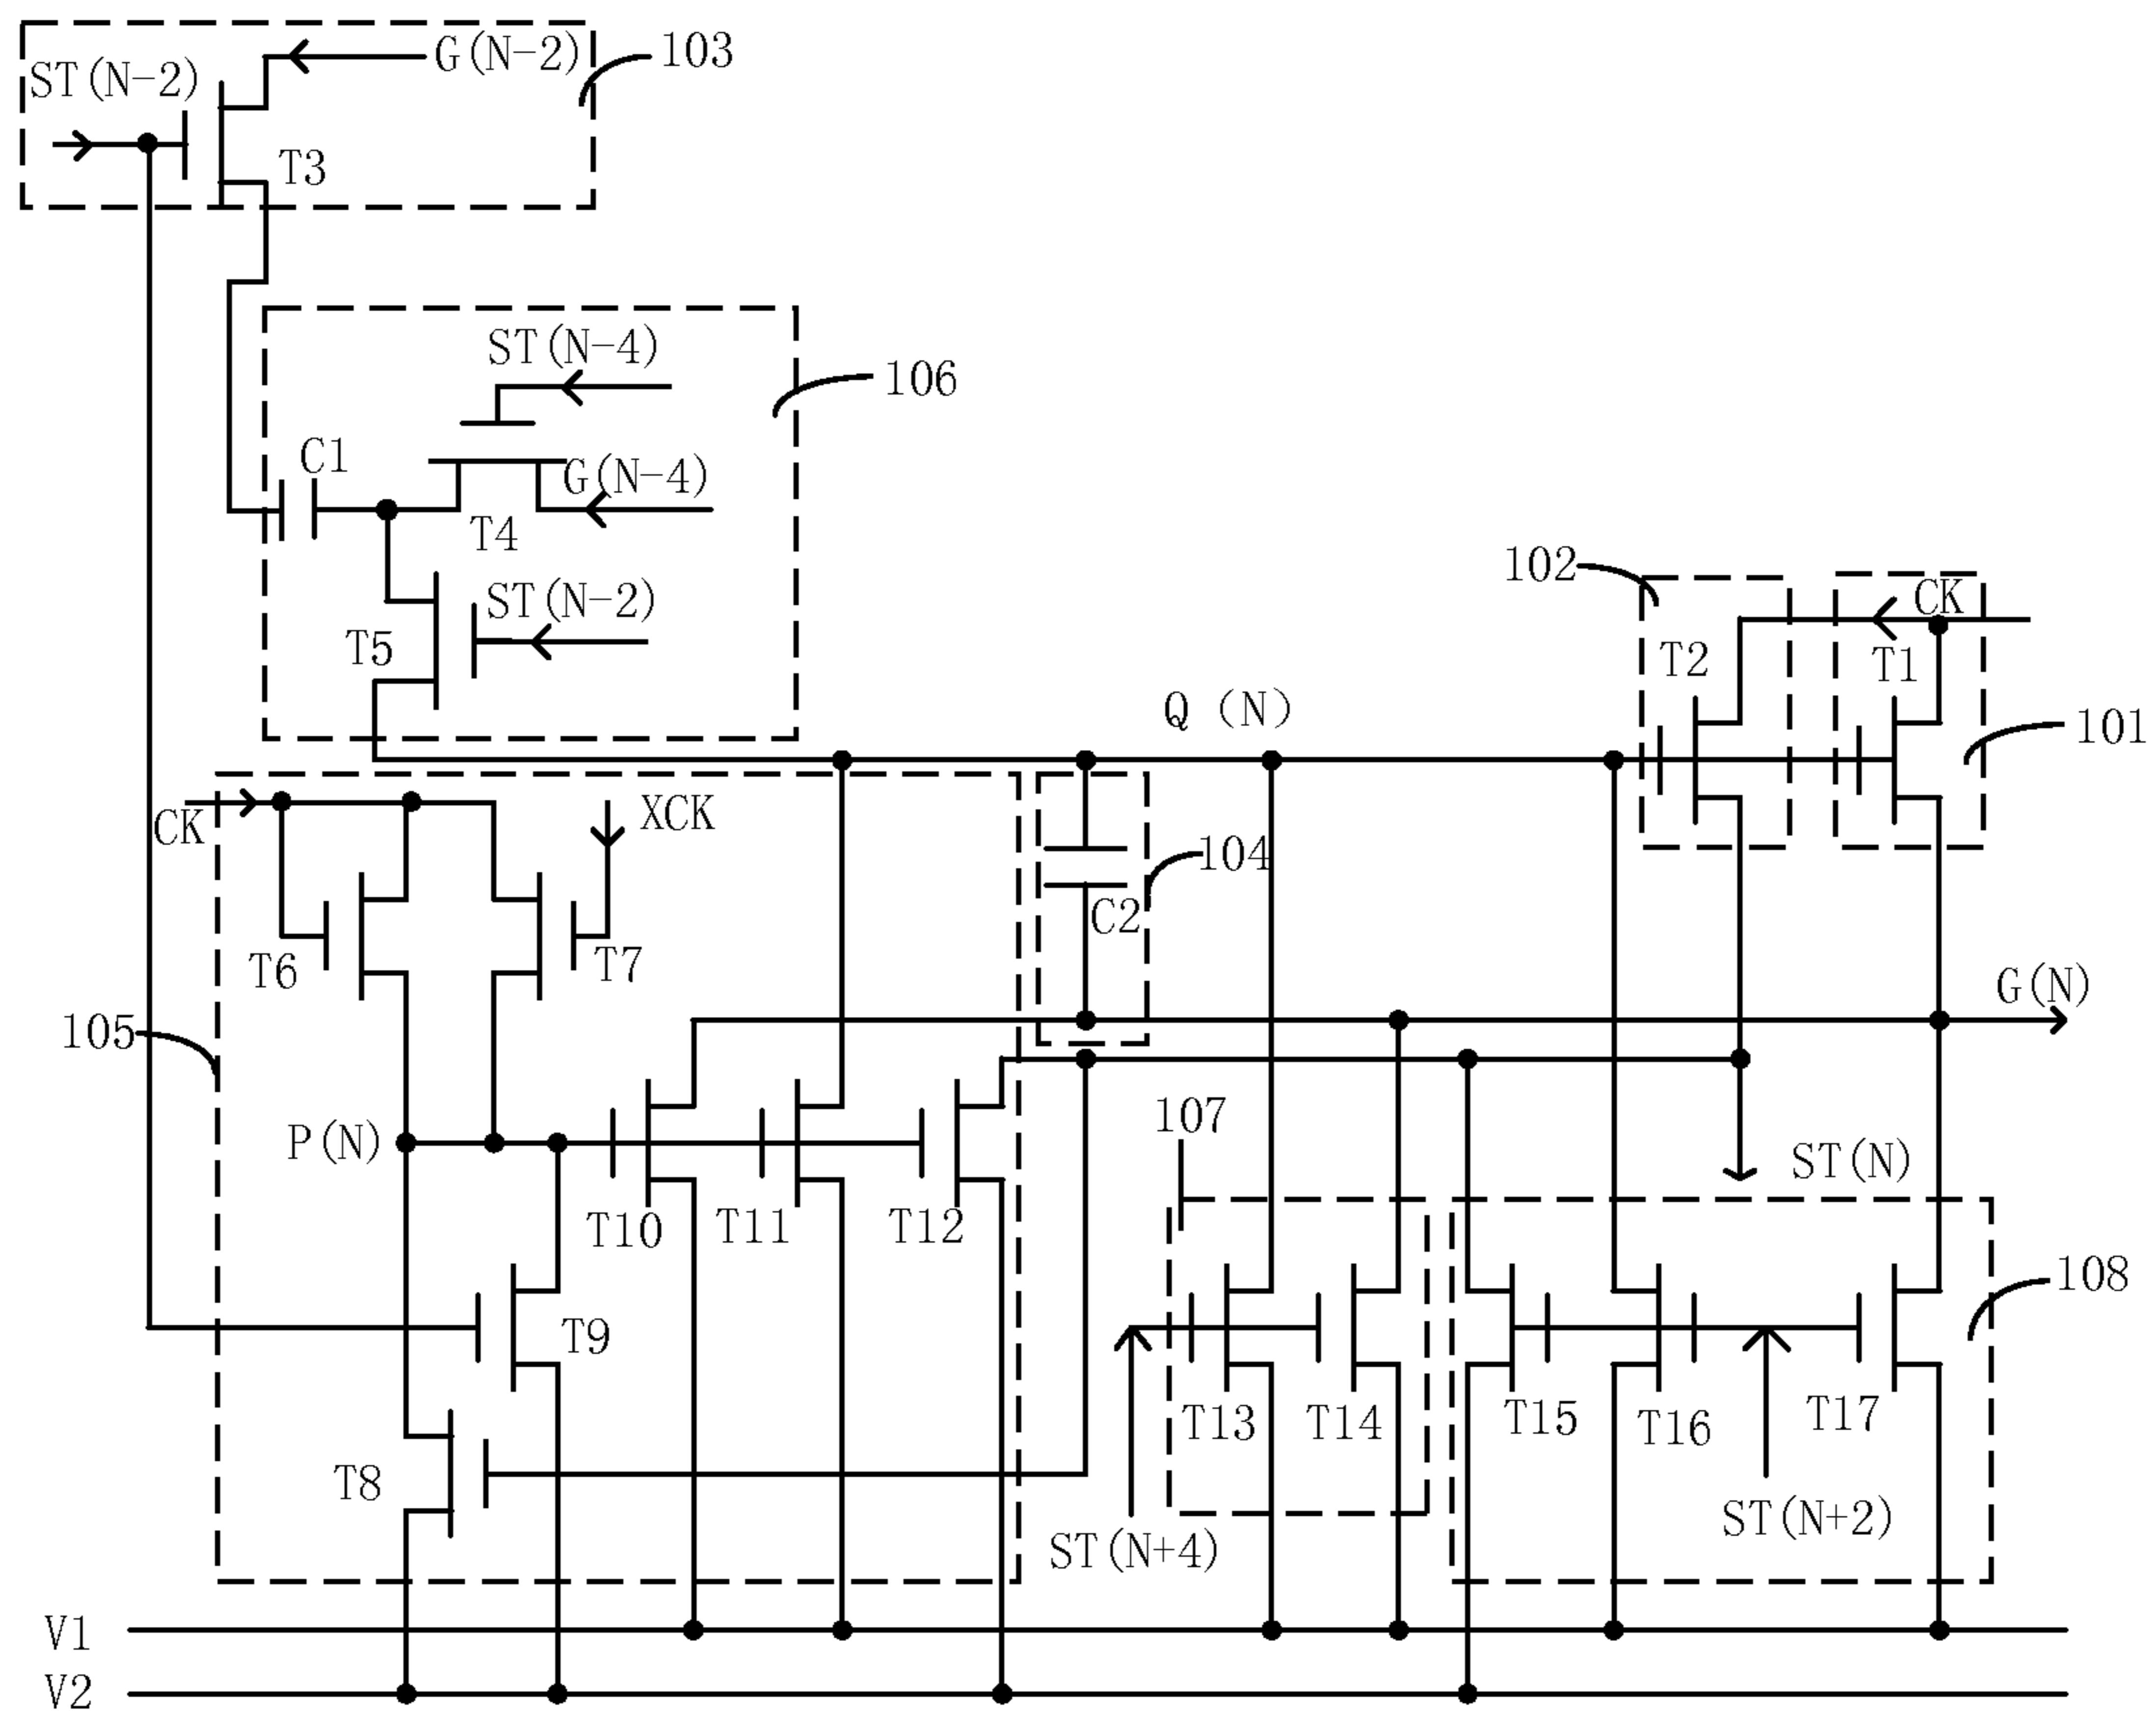 G(N-2)
103
ST(N-2)
T3
ST(N-4)
106
C1
G(N-4)
T4
102
CK
ST(N-2)
T5
T2
T1
Q (N)
101
CK
XCK
104
C2
T6
T7
G(N)
105
107
P(N)
ST(N)
T10
T11
T12
108
T9
T13
T14
T15
T16
T17
T8
ST(N+2)
ST(N+4)
V1
V2